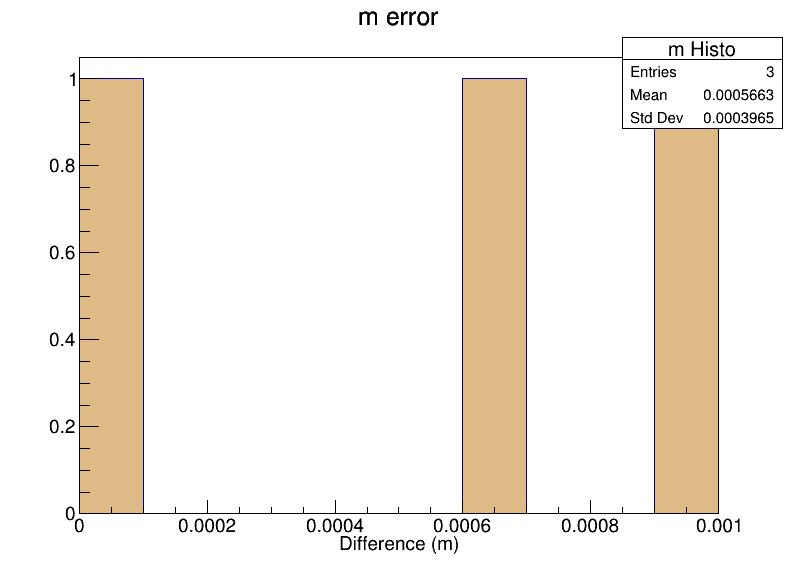 m error
m Histo
Entries 3
Mean 0.0005663
Std Dev 0.0003965
1
0.8
0.6
0.4
0.2
0
0 0.0002 0.0004 0.0006 0.0008 0.001
Difference (m)